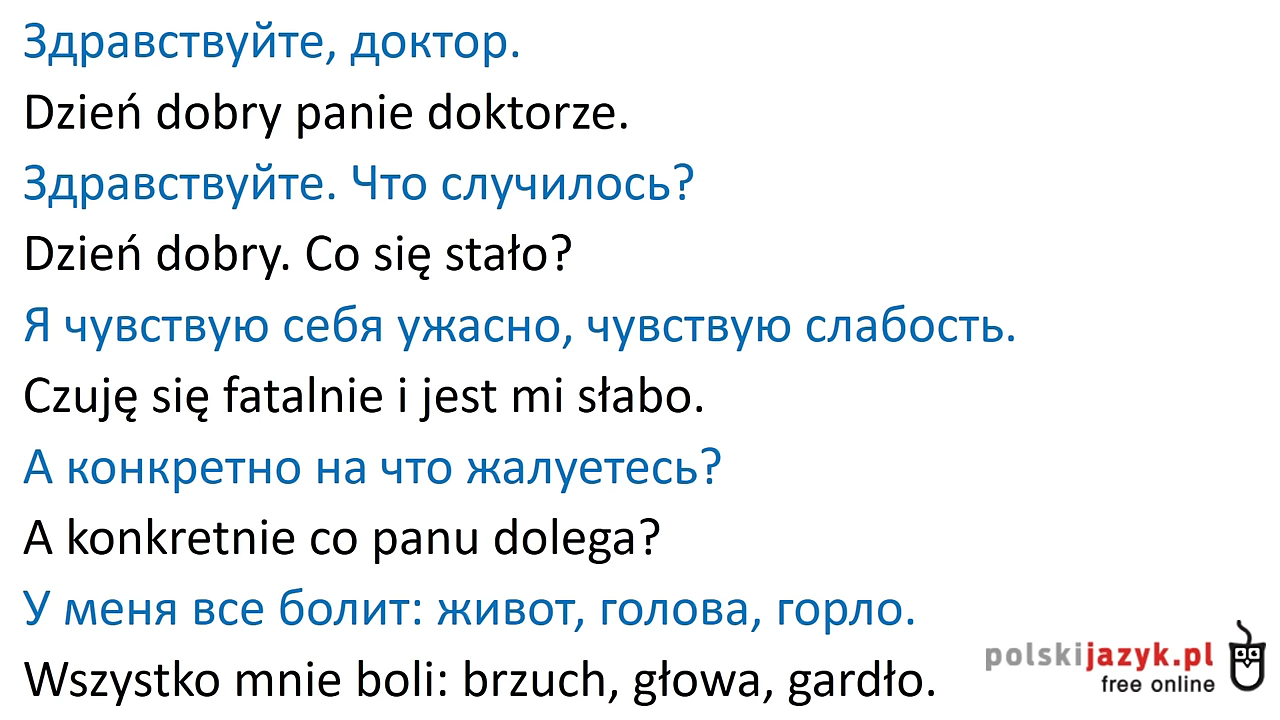 Здравствуйте, доктор.
Dzień dobry panie doktorze.
Здравствуйте. Что случилось?
Dzień dobry. Co się stało?
Я чувствую себя ужасно, чувствую слабость.
Czuję się fatalnie i jest mi słabo.
А конкретно на что жалуетесь?
A konkretnie co panu dolega?
У меня все болит: живот, голова, горло.
Wszystko mnie boli: brzuch, głowa, gardło.
polskijazyk.pl
free online